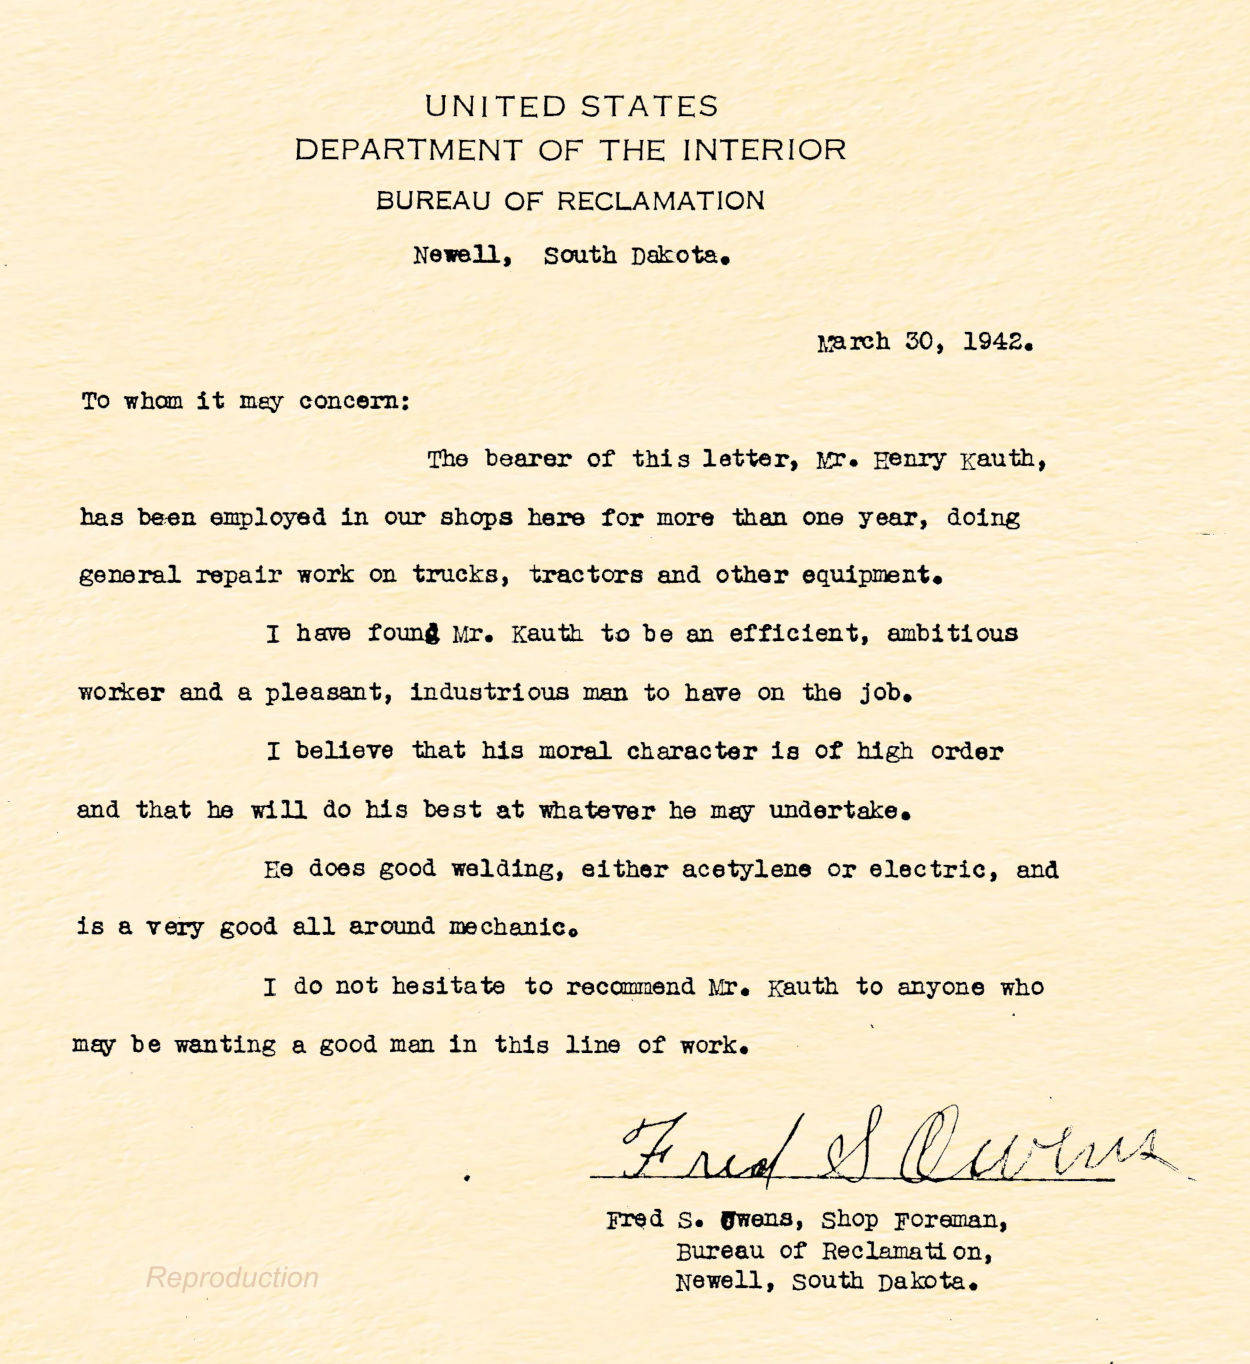 UNITED STATES
DEPARTMENT OF THE INTERIOR
BUREAU OF RECLAMATION
Newell, South Dakota.
March 30, 1942.
To whom it may concern:
The bearer of this letter, Mr. Henry Kauth,
has been employed in our shops here for more than one year, doing
general repair work on trucks, tractors and other equipment.
I have found Mr. Kauth to be an efficient, ambitious
worker and a pleasant, industrious man to have on the job.
I believe that his moral character is of high order
and that he will do his best at whatever he may undertake.
He does good welding, either acetylene or electric, and
is a very good all around mechanic.
I do not hesitate to recommend Mr. Kauth to anyone who
may be wanting a good man in this line of work.
Fred S Owens
Fred S. Owens, Shop Foreman,
Bureau of Reclamation,
Newell, South Dakota.
Reproduction